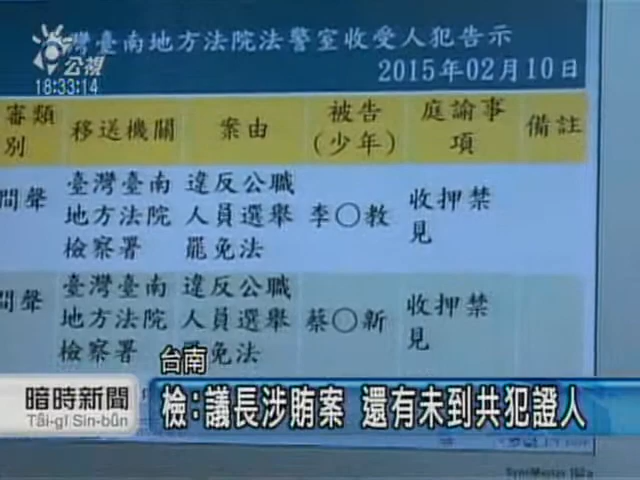 灣臺南地方法院法警室收受人犯告示
公視
18:33:14
2015年02月10日
審類別 移送機關 案由 被告(少年) 庭諭事項 備註
問聲 臺灣臺南地方法院檢察署 違反公職人員選舉罷免法 李○教 收押禁見
問聲 臺灣臺南地方法院檢察署 違反公職人員選舉罷免法 蔡○新 收押禁見
台南
暗時新聞 檢:議長涉賄案 還有未到共犯證人
Tâi-gí Sin-bûn
SyncMaster